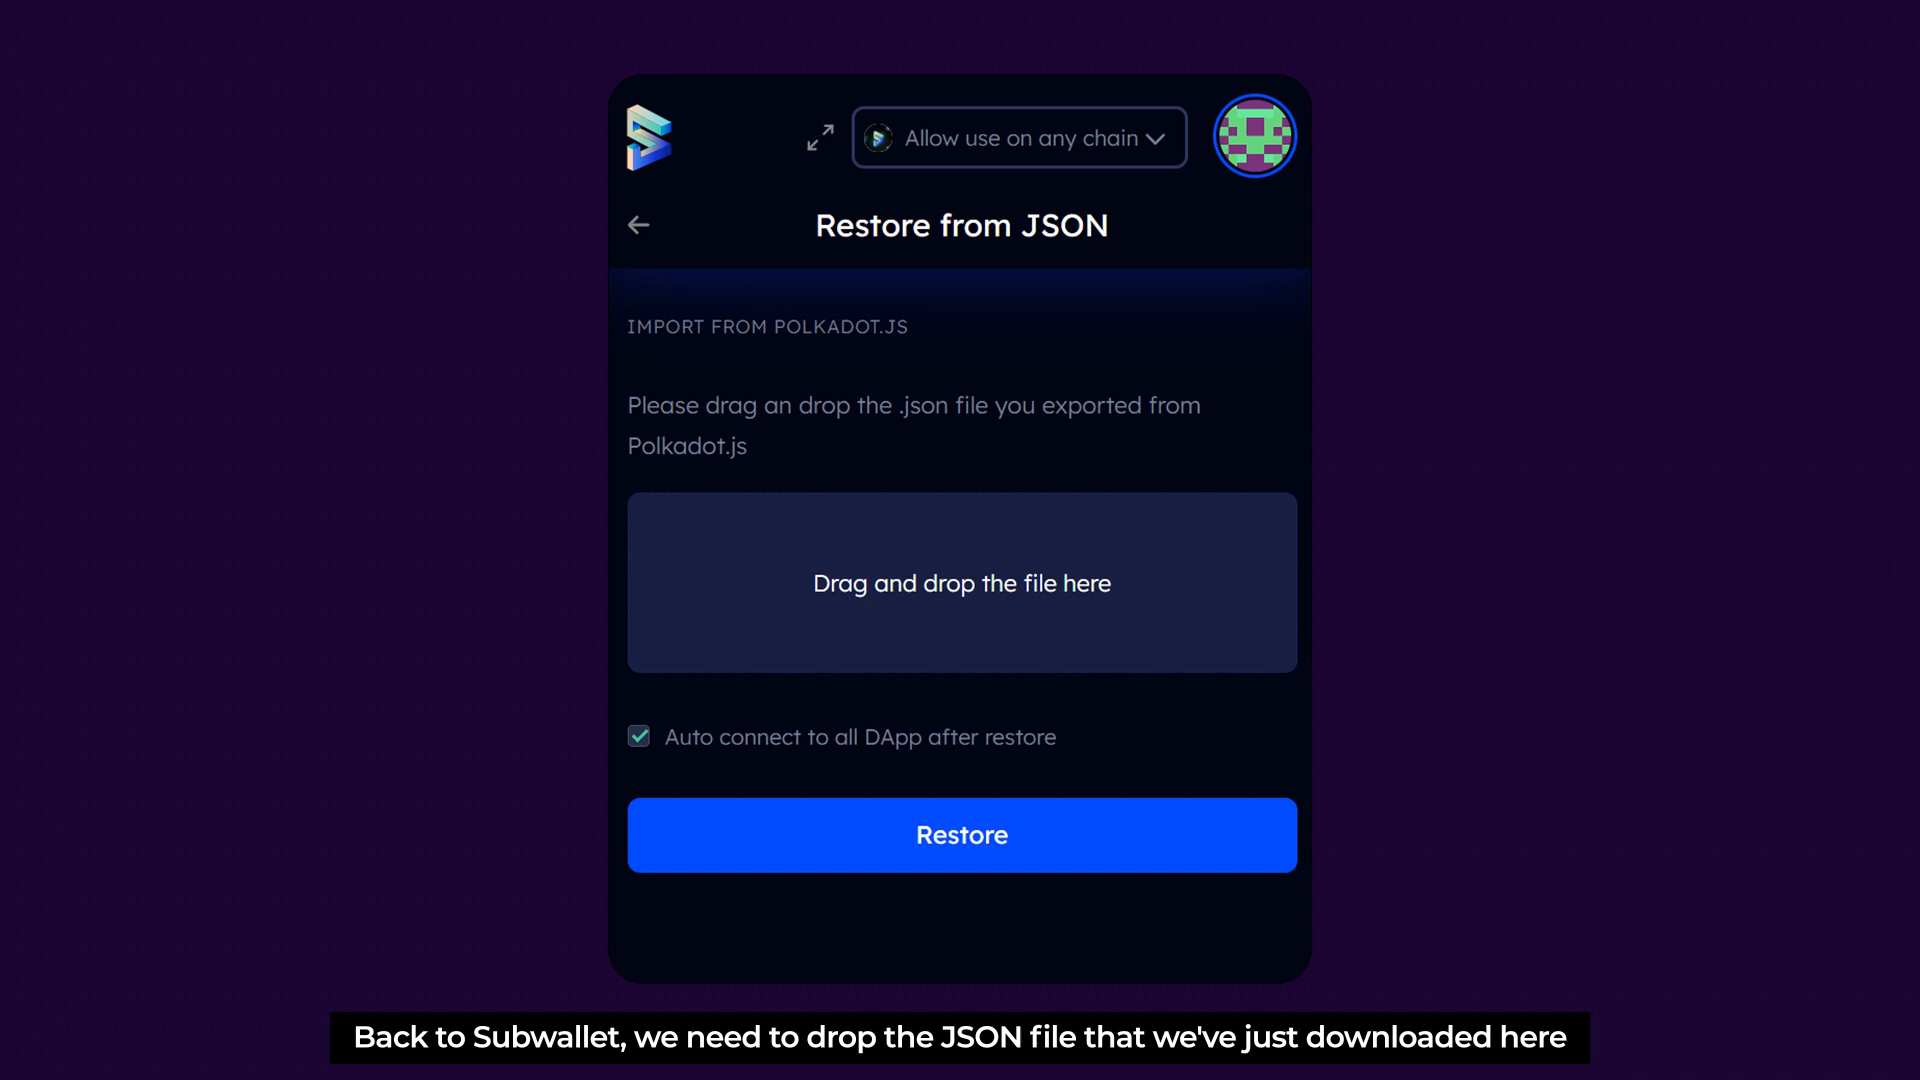 Allow use on any chain
Restore from JSON
IMPORT FROM POLKADOT.JS
Please drag an drop the .json file you exported from
Polkadot.js
Drag and drop the file here
Auto connect to all DApp after restore
Restore
Back to Subwallet, we need to drop the JSON file that we've just downloaded here